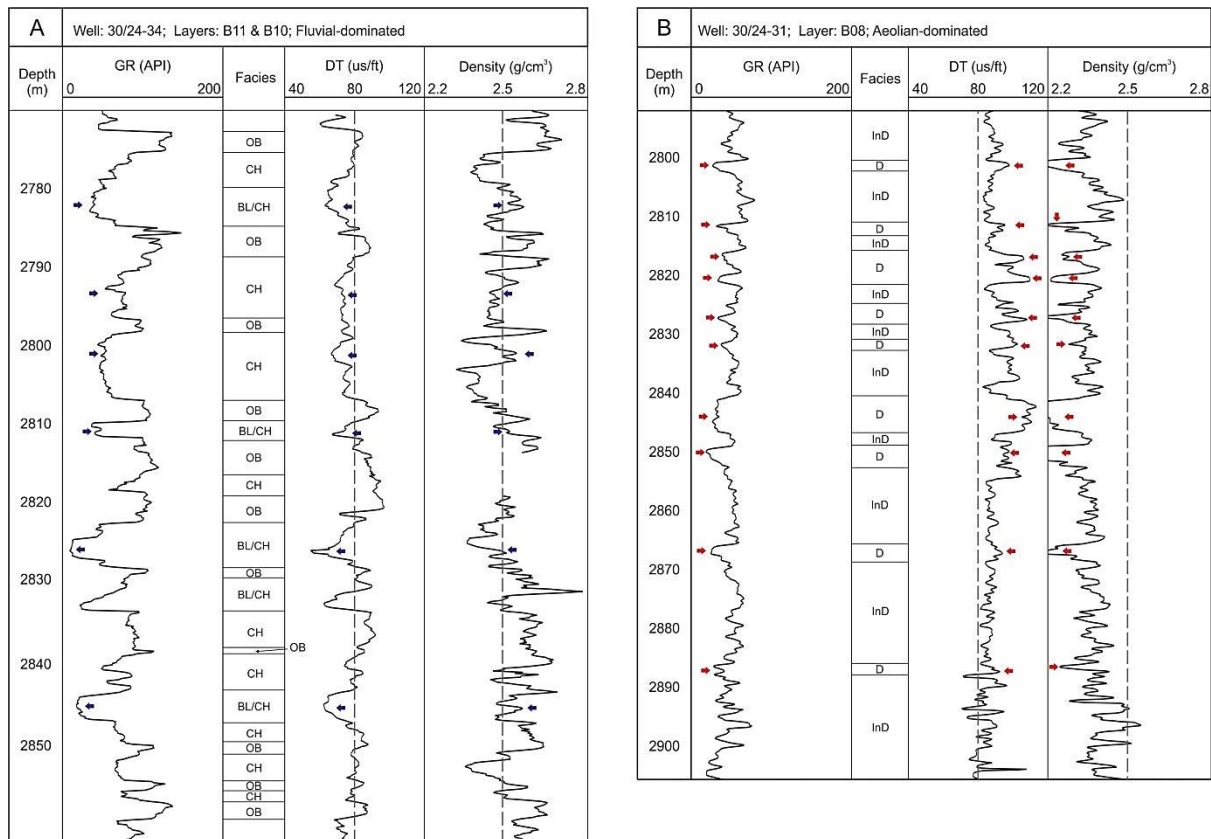 A
Well: 30/24-34; Layers: B11 & B10; Fluvial-dominated
Depth
(m)
GR (API)
0 200
Facies
DT (us/ft)
40 80 120
Density (g/cm³)
2.2 2.5 2.8
2780
2790
2800
2810
2820
2830
2840
2850
OB
CH
BL/CH
OB
CH
OB
CH
OB
BL/CH
OB
CH
OB
BL/CH
OB
BL/CH
CH
OB
CH
BL/CH
CH
OB
CH
OB
CH
OB
B
Well: 30/24-31; Layer: B08; Aeolian-dominated
Depth
(m)
GR (API)
0 200
Facies
DT (us/ft)
40 80 120
Density (g/cm³)
2.2 2.5 2.8
2800
2810
2820
2830
2840
2850
2860
2870
2880
2890
2900
InD
D
InD
D
InD
D
InD
D
InD
D
InD
D
InD
D
InD
D
InD
D
InD